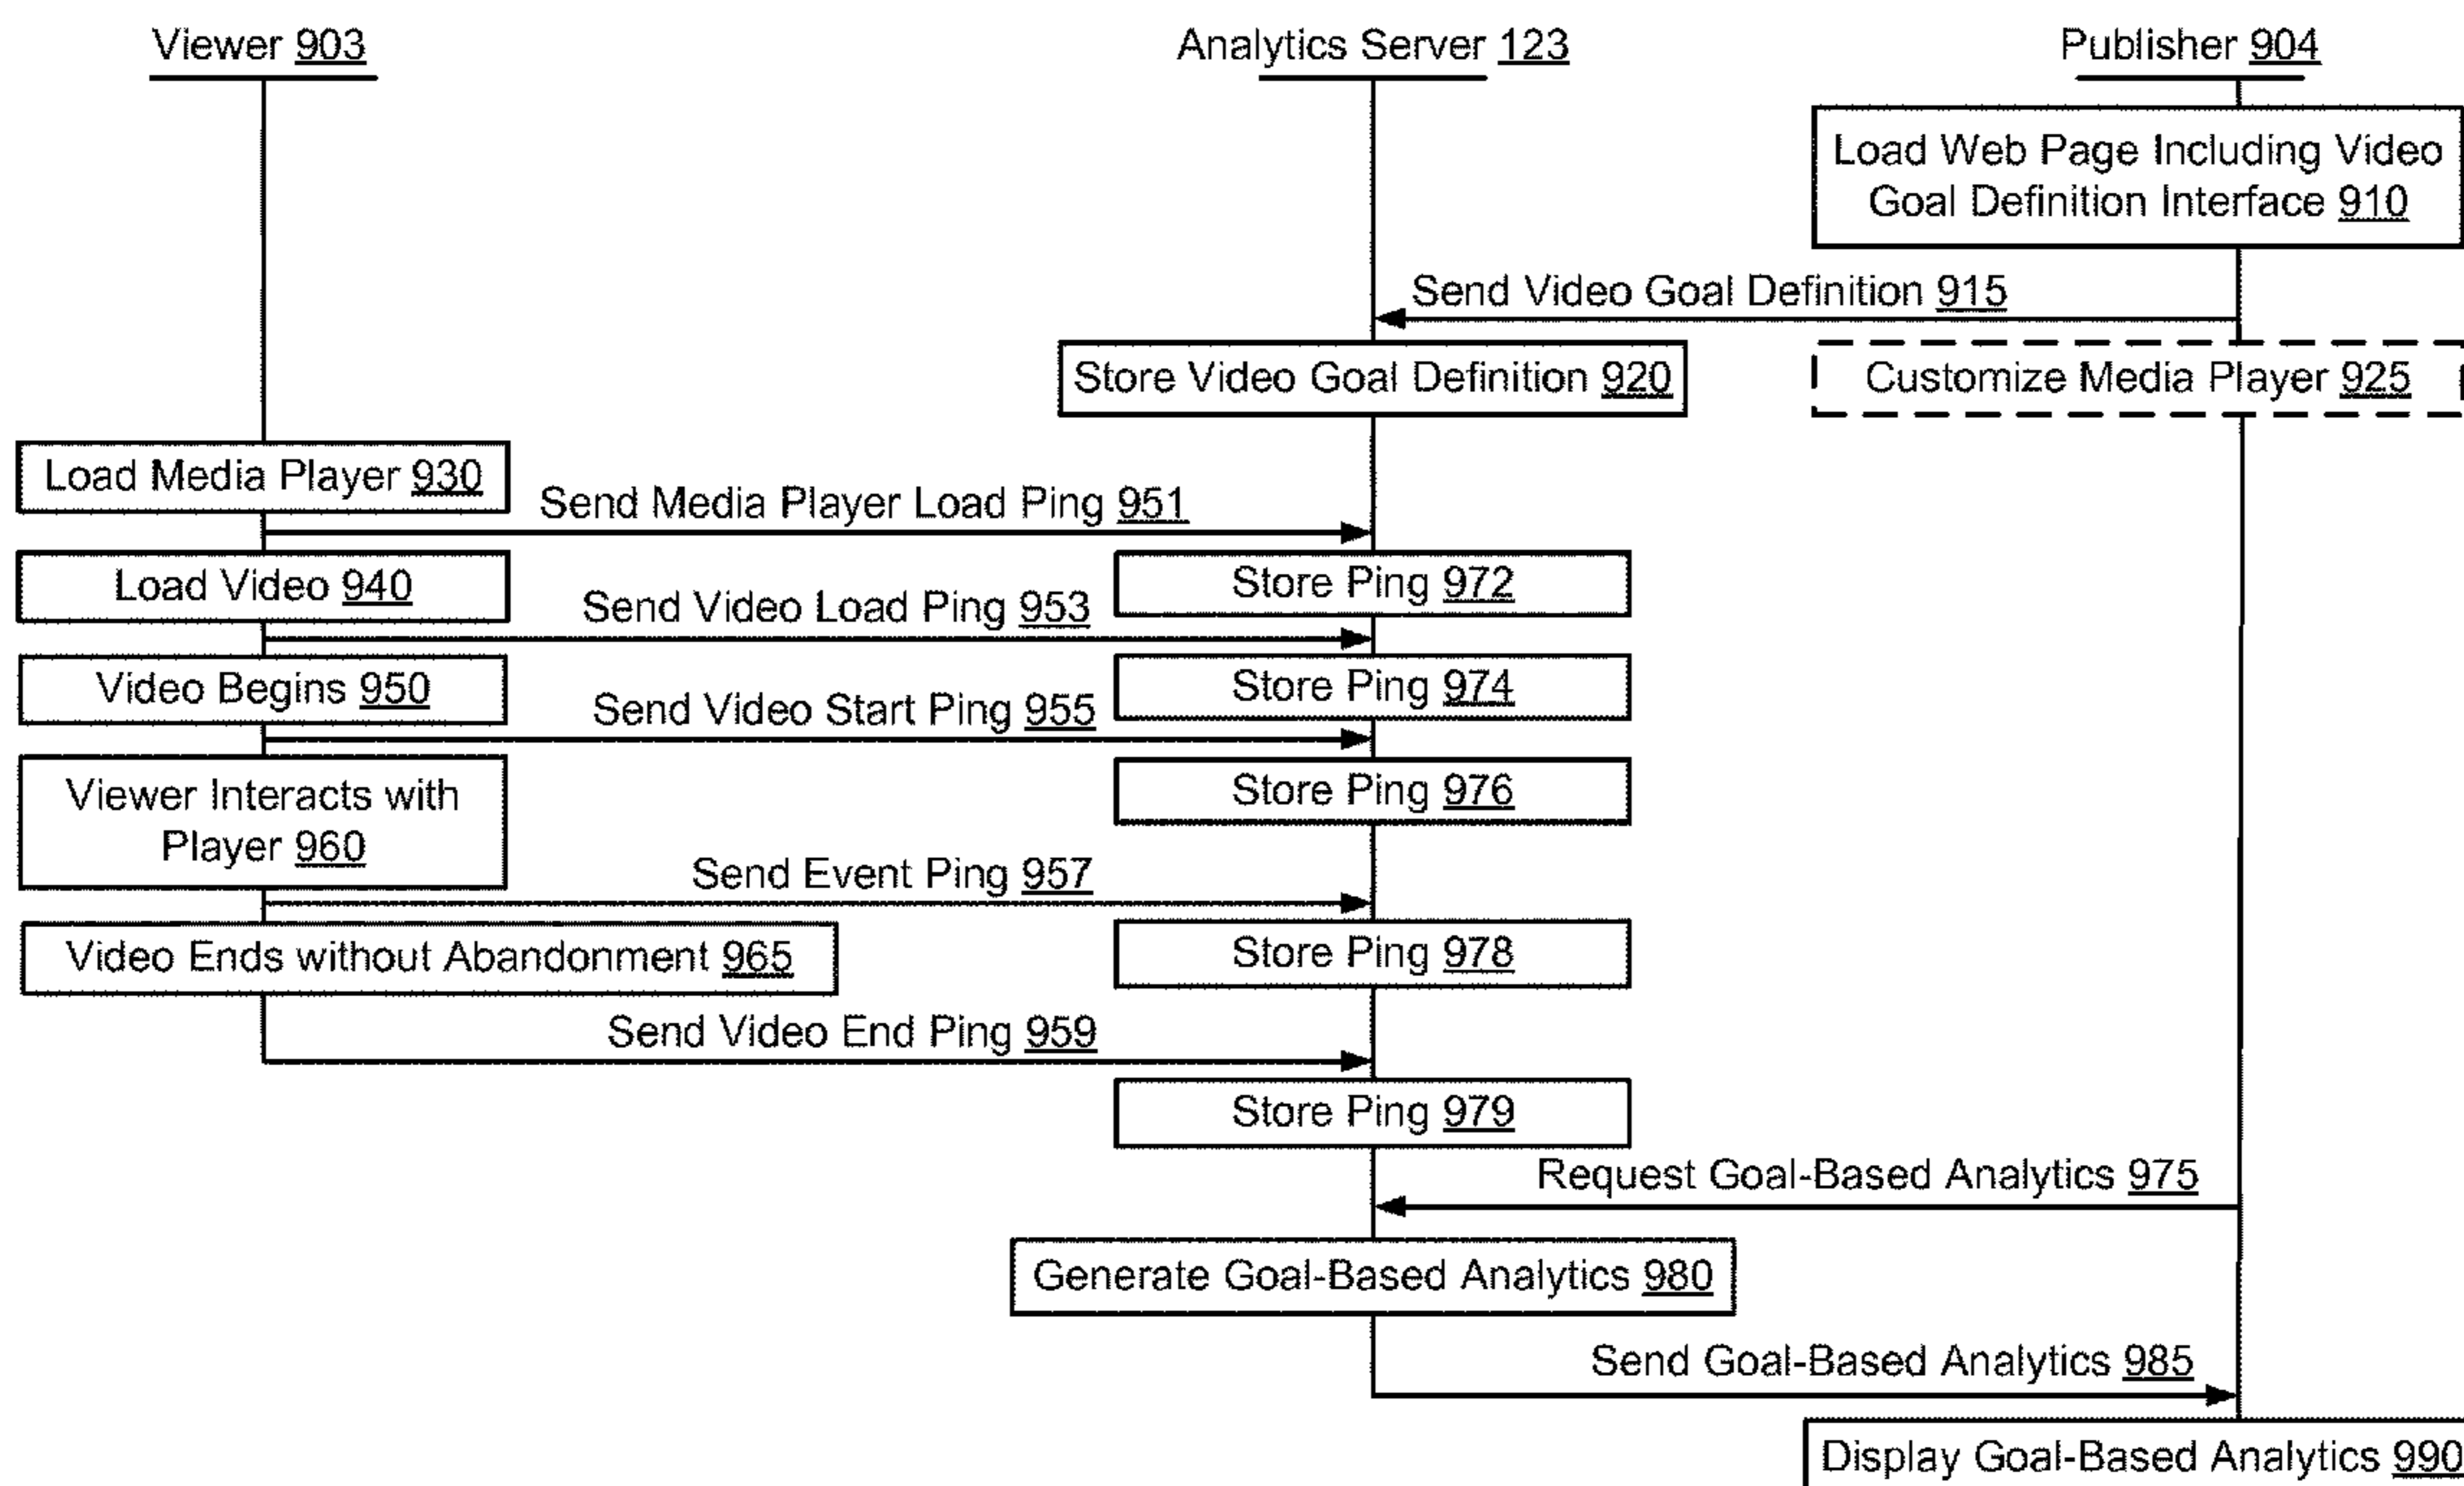 Viewer 903
Analytics Server 123
Publisher 904
Load Web Page Including Video
Goal Definition Interface 910
Send Video Goal Definition 915
Store Video Goal Definition 920
Customize Media Player 925
Load Media Player 930
Send Media Player Load Ping 951
Load Video 940
Store Ping 972
Send Video Load Ping 953
Video Begins 950
Store Ping 974
Send Video Start Ping 955
Viewer Interacts with
Player 960
Store Ping 976
Send Event Ping 957
Video Ends without Abandonment 965
Store Ping 978
Send Video End Ping 959
Store Ping 979
Request Goal-Based Analytics 975
Generate Goal-Based Analytics 980
Send Goal-Based Analytics 985
Display Goal-Based Analytics 990